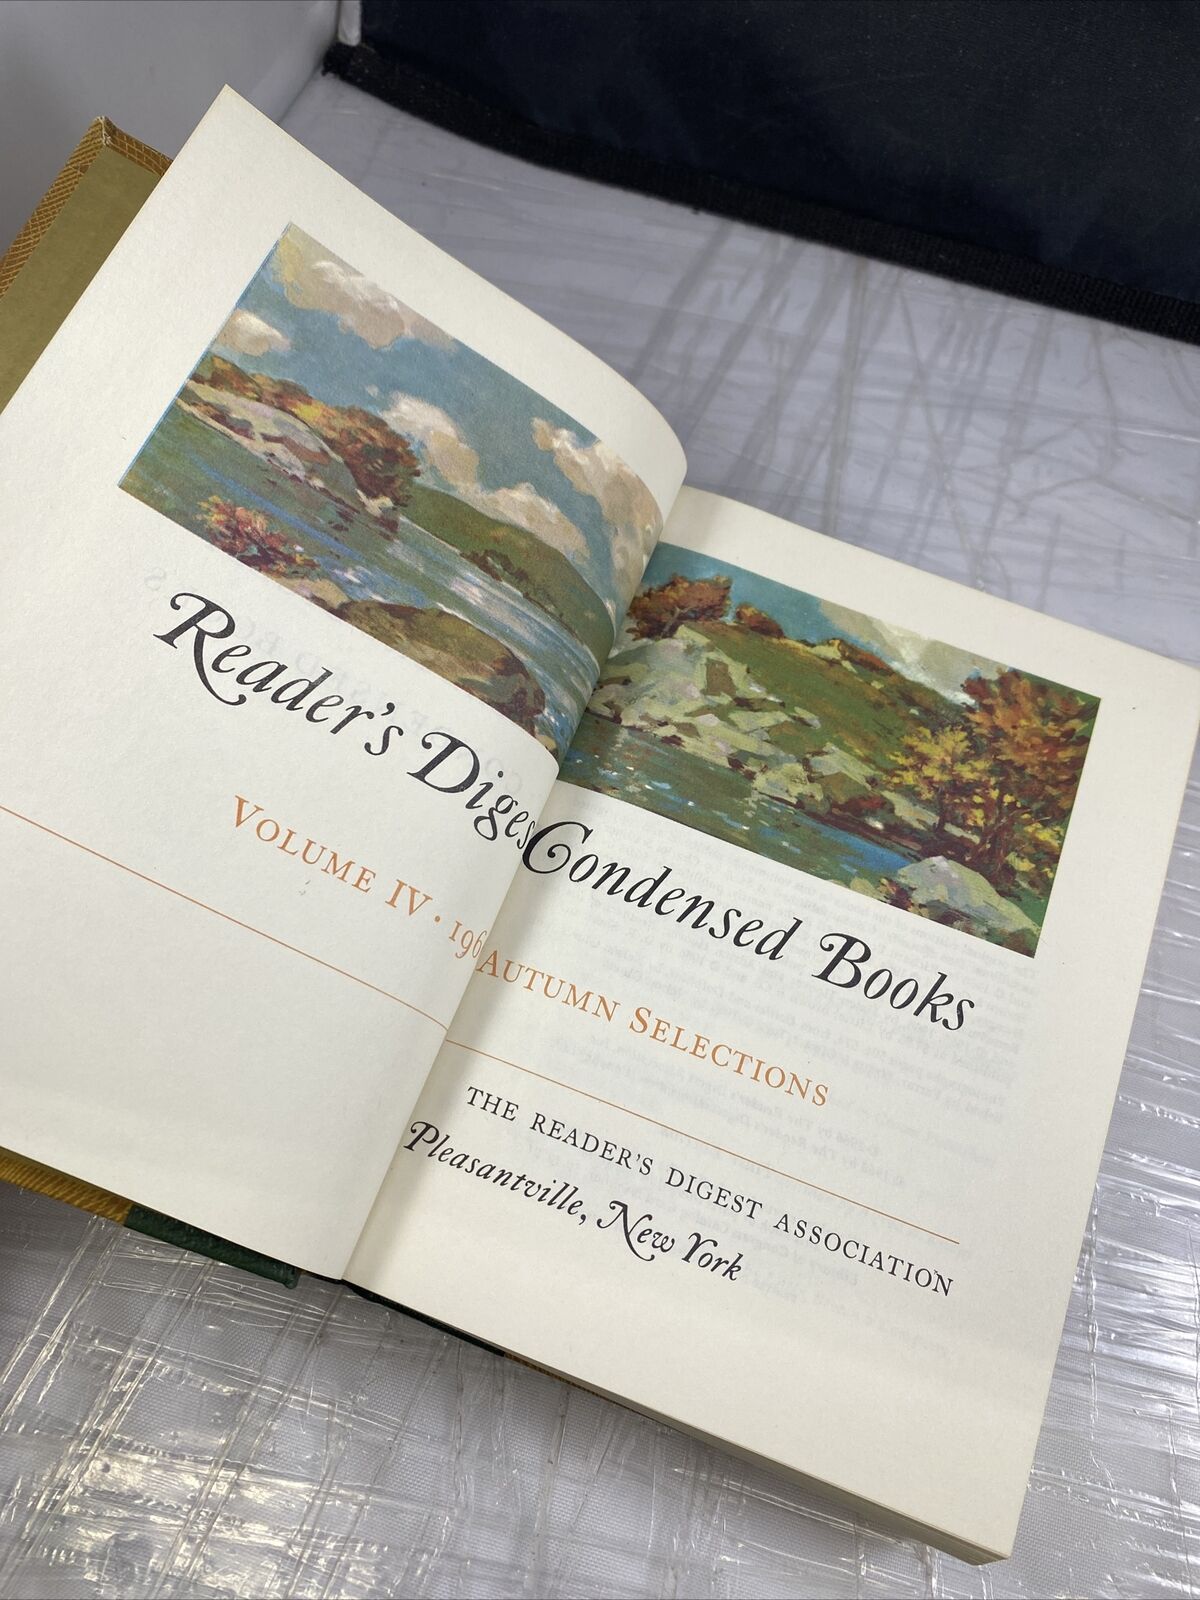 Reader's Diges Condensed Books
VOLUME IV · 196 AUTUMN SELECTIONS
THE READER'S DIGEST ASSOCIATION
Pleasantville, New York